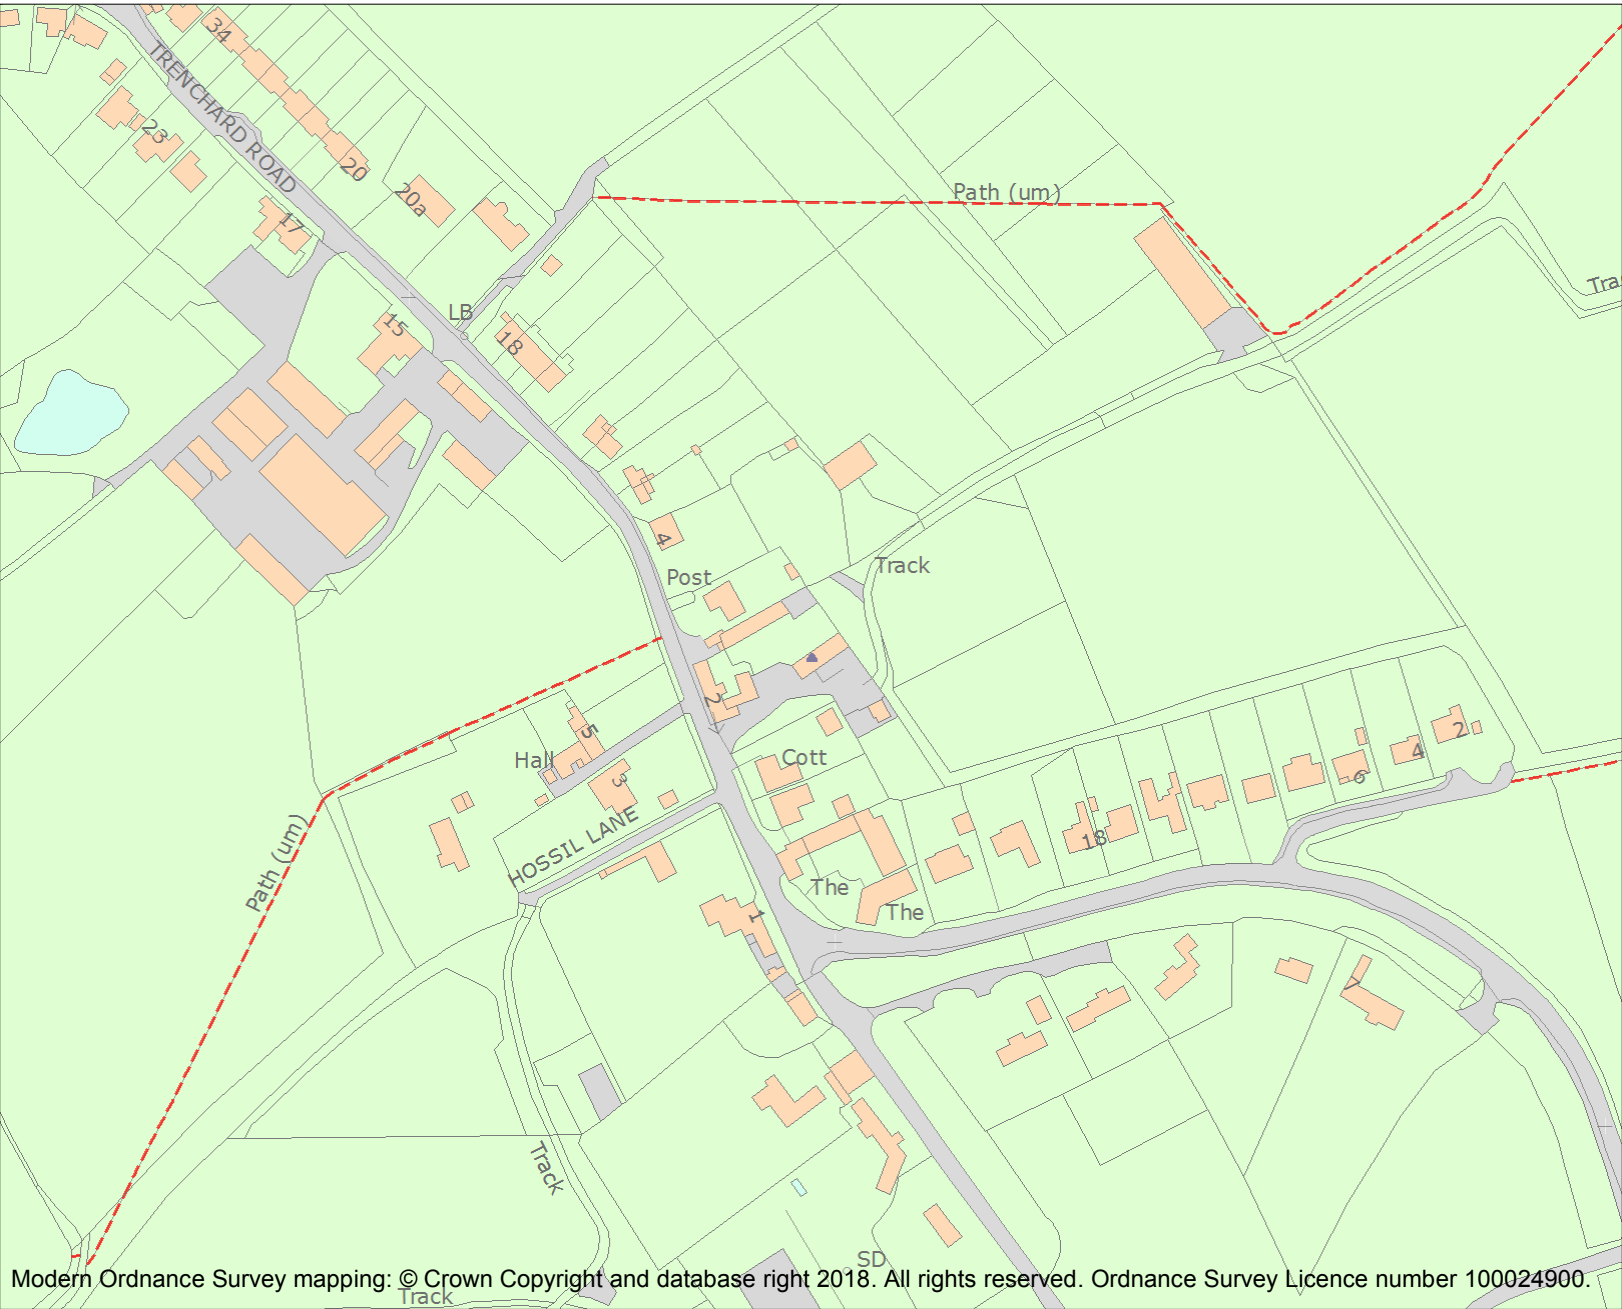 34
TRENCHARD ROAD
23
20
20a
Path (um)
17
Tra
LB
15
18
4
Track
Post
2
5
Hall
Cott
3
2
4
6
HOSSIL LANE
18
Path (um)
The
The
1
7
Track
SD
Modern Ordnance Survey mapping: © Crown Copyright and database right 2018. All rights reserved. Ordnance Survey Licence number 100024900.
Track